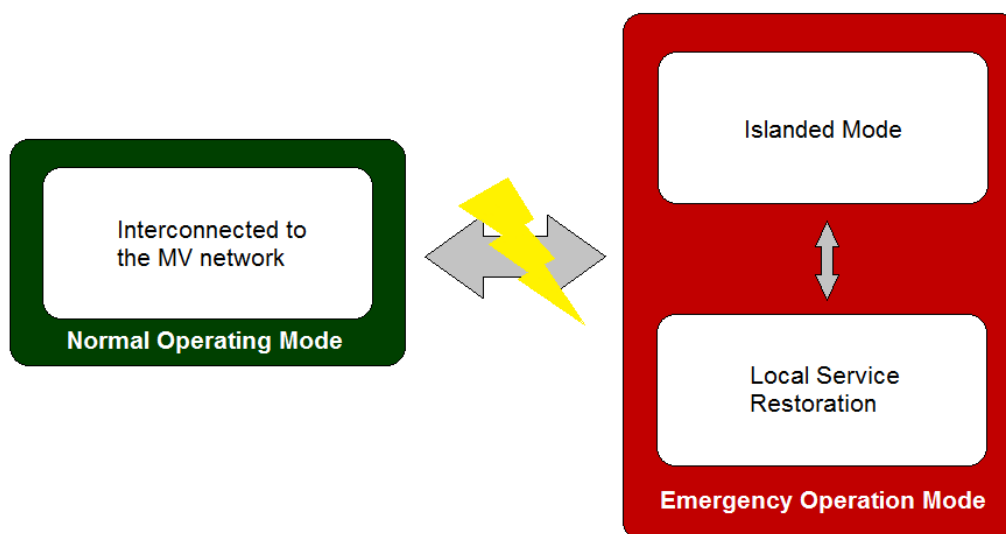 Interconnected to
the MV network
Normal Operating Mode
Islanded Mode
Local Service
Restoration
Emergency Operation Mode